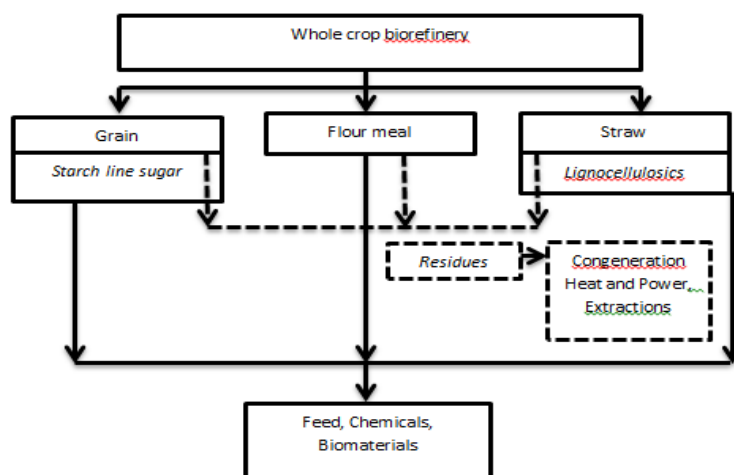 Whole crop biorefinery
Grain
Starch line sugar
Flour meal
Straw
Lignocellulosics
Residues
Congeneration
Heat and Power,
Extractions
Feed, Chemicals,
Biomaterials